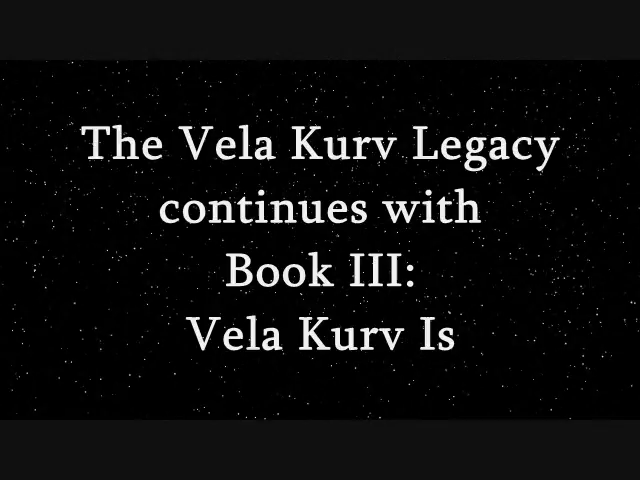 The Vela Kurv Legacy
continues with
Book III:
Vela Kurv Is